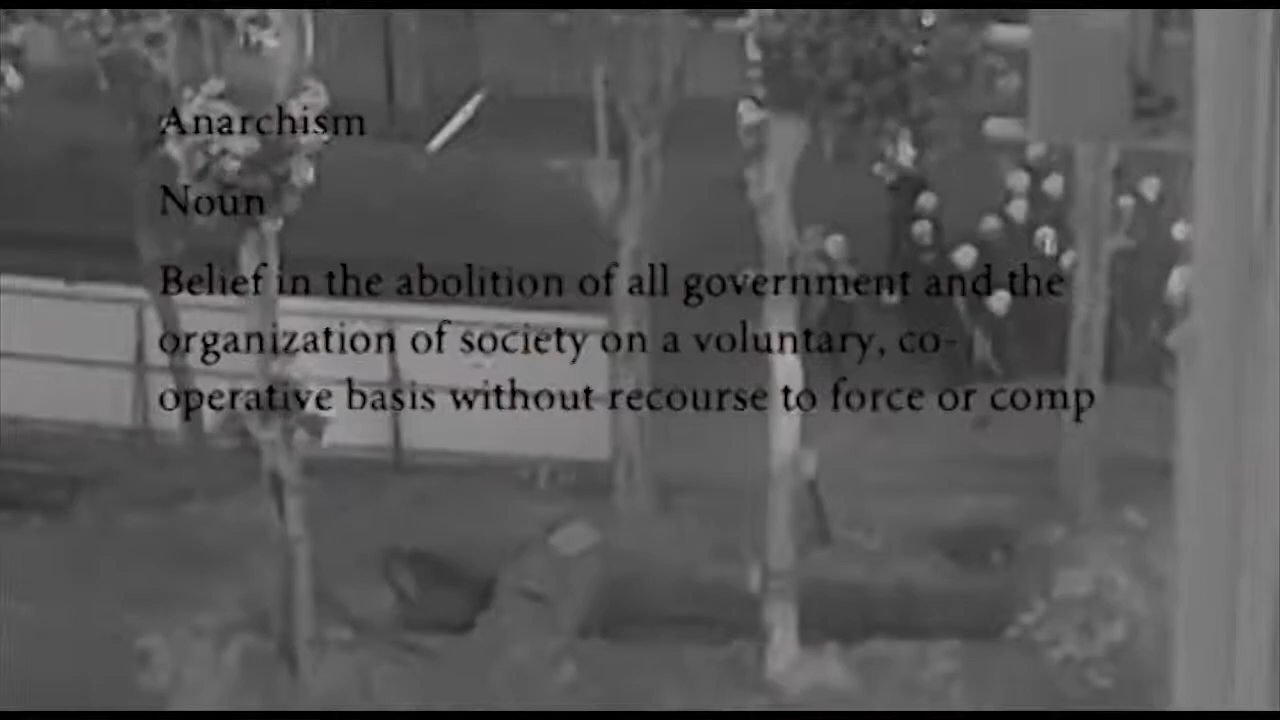 Anarchism
Noun
Belief in the abolition of all government and the
organization of society on a voluntary, co-
operative basis without recourse to force or comp